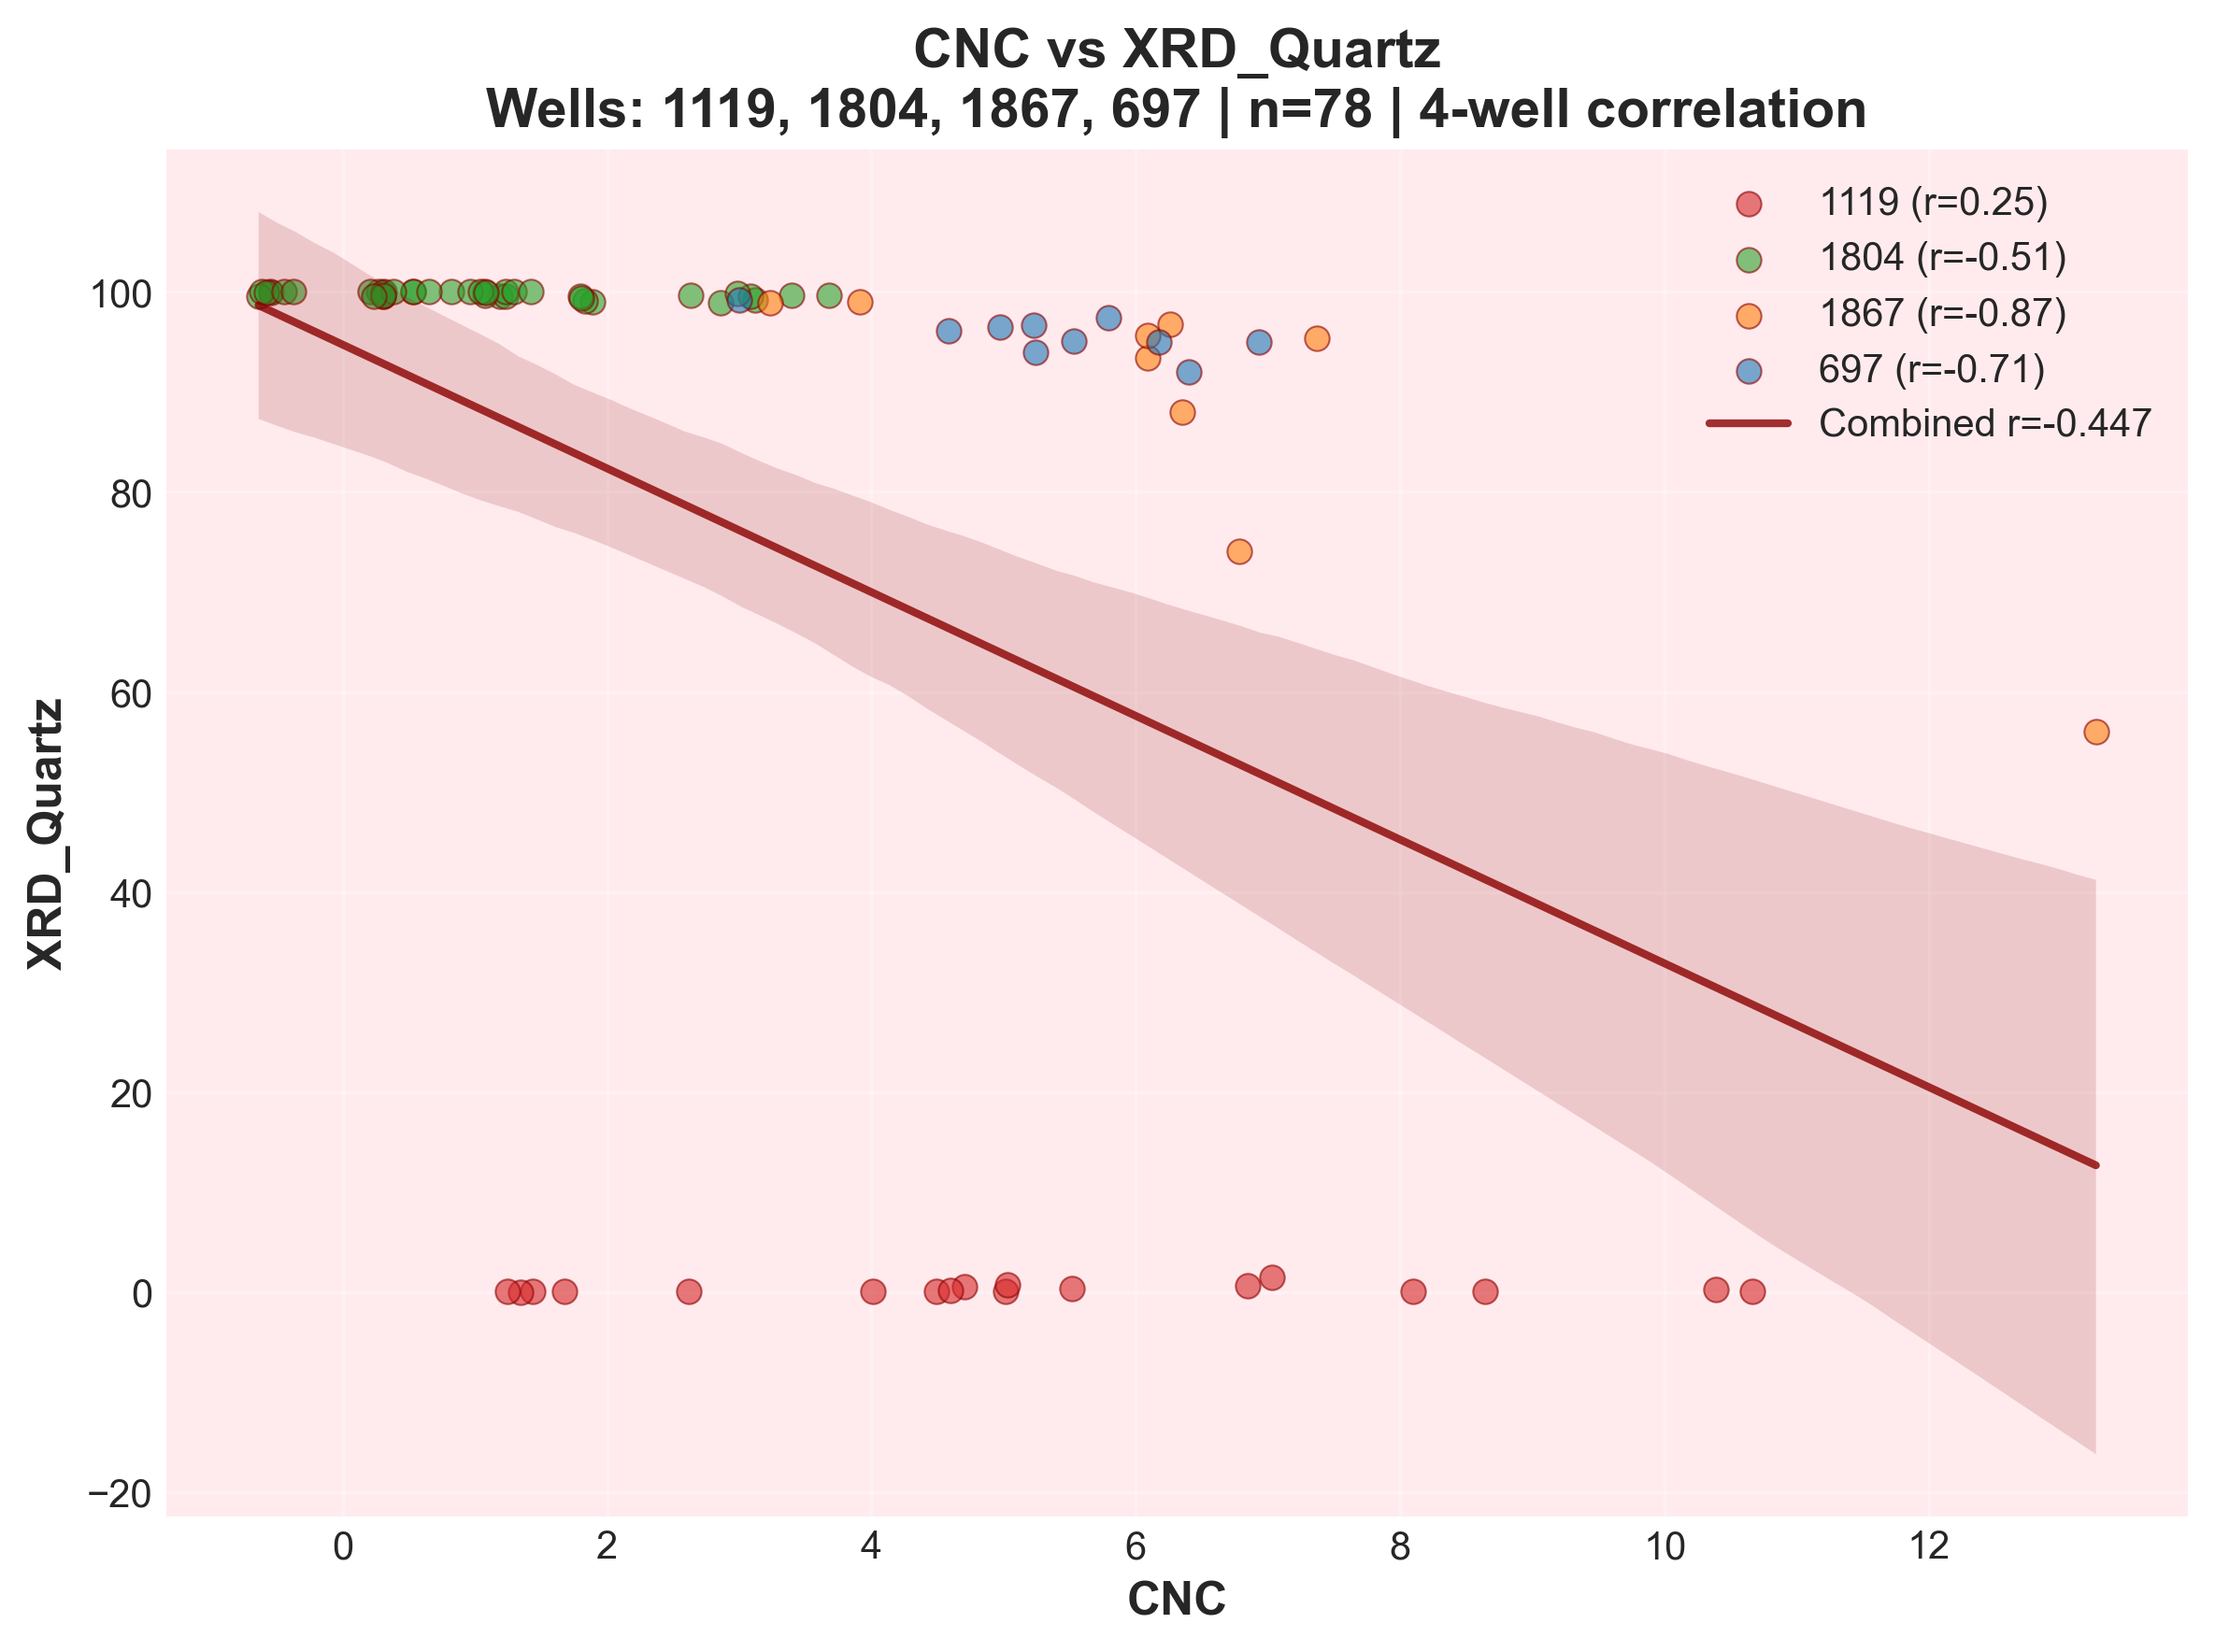 CNC vs XRD_Quartz
Wells: 1119, 1804, 1867, 697 | n=78 | 4-well correlation
1119 (r=0.25)
1804 (r=-0.51)
1867 (r=-0.87)
697 (r=-0.71)
Combined r=-0.447
XRD_Quartz
100
80
60
40
20
0
−20
0 2 4 6 8 10 12
CNC